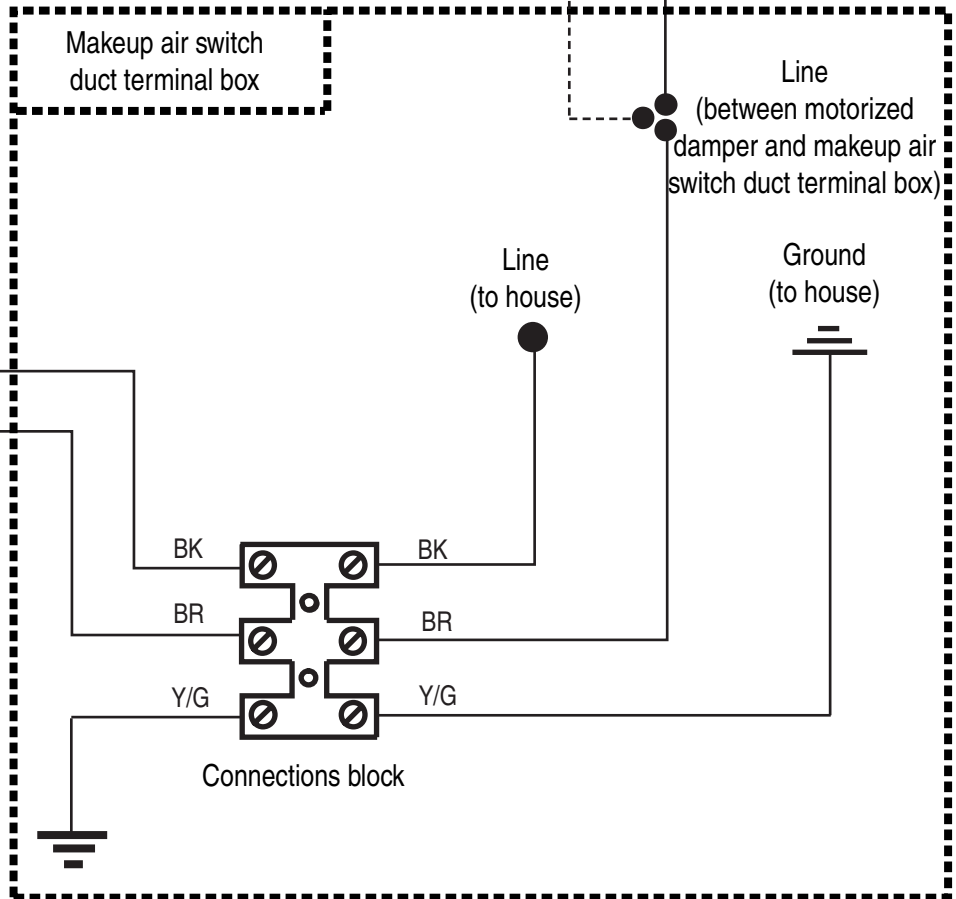 Makeup air switch
duct terminal box
Line
(between motorized
damper and makeup air
switch duct terminal box)
Line
(to house)
Ground
(to house)
BK
BK
BR
BR
Y/G
Y/G
Connections block